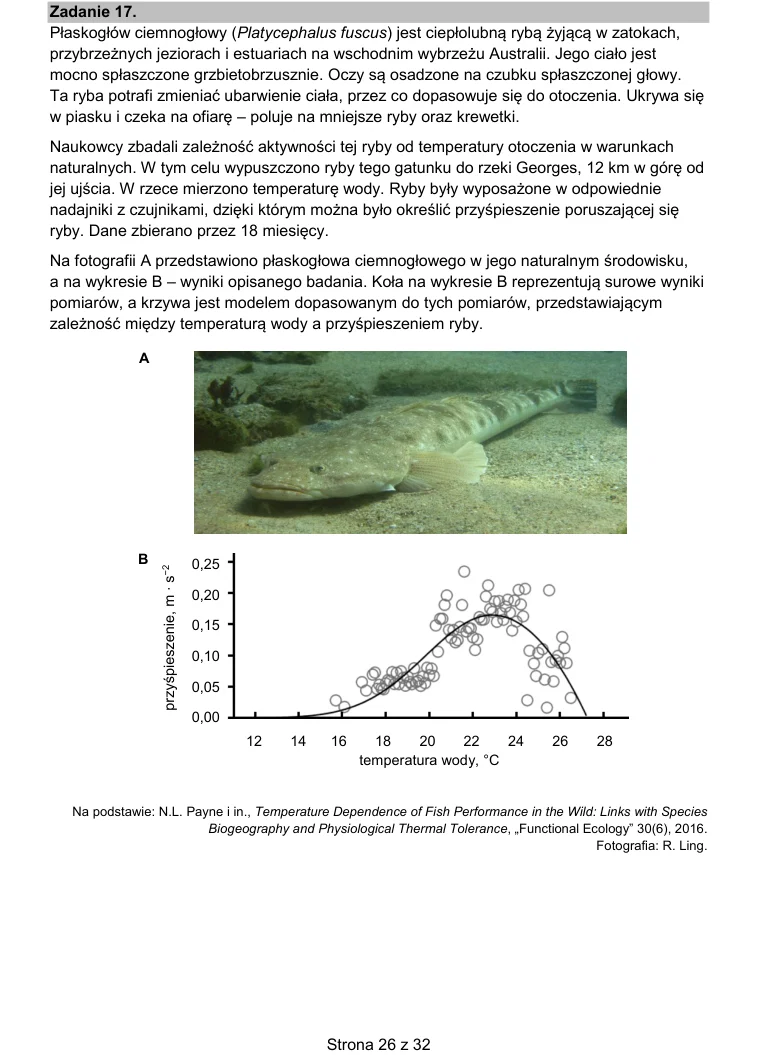 Zadanie 17.
Płaskogłów ciemnogłowy (Platycephalus fuscus) jest ciepłolubną rybą żyjącą w zatokach,
przybrzeżnych jeziorach i estuariach na wschodnim wybrzeżu Australii. Jego ciało jest
mocno spłaszczone grzbietobrzusznie. Oczy są osadzone na czubku spłaszczonej głowy.
Ta ryba potrafi zmieniać ubarwienie ciała, przez co dopasowuje się do otoczenia. Ukrywa się
w piasku i czeka na ofiarę – poluje na mniejsze ryby oraz krewetki.
Naukowcy zbadali zależność aktywności tej ryby od temperatury otoczenia w warunkach
naturalnych. W tym celu wypuszczono ryby tego gatunku do rzeki Georges, 12 km w górę od
jej ujścia. W rzece mierzono temperaturę wody. Ryby były wyposażone w odpowiednie
nadajniki z czujnikami, dzięki którym można było określić przyśpieszenie poruszającej się
ryby. Dane zbierano przez 18 miesięcy.
Na fotografii A przedstawiono płaskogłowa ciemnogłowego w jego naturalnym środowisku,
a na wykresie B – wyniki opisanego badania. Koła na wykresie B reprezentują surowe wyniki
pomiarów, a krzywa jest modelem dopasowanym do tych pomiarów, przedstawiającym
zależność między temperaturą wody a przyśpieszeniem ryby.
A
B
przyśpieszenie, m · s⁻²
0,25
0,20
0,15
0,10
0,05
0,00
12 14 16 18 20 22 24 26 28
temperatura wody, °C
Na podstawie: N.L. Payne i in., Temperature Dependence of Fish Performance in the Wild: Links with Species
Biogeography and Physiological Thermal Tolerance, „Functional Ecology” 30(6), 2016.
Fotografia: R. Ling.
Strona 26 z 32